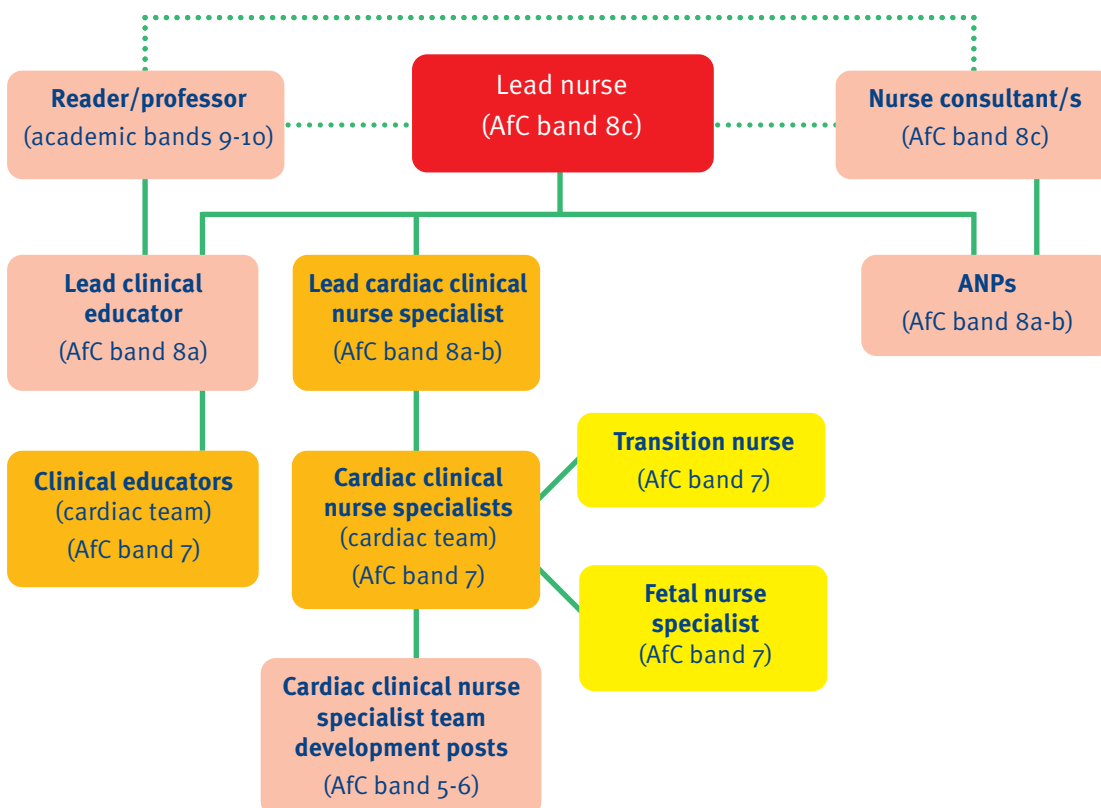 Reader/professor
(academic bands 9-10)
Lead nurse
(AfC band 8c)
Nurse consultant/s
(AfC band 8c)
Lead clinical
educator
(AfC band 8a)
Lead cardiac clinical
nurse specialist
(AfC band 8a-b)
ANPs
(AfC band 8a-b)
Clinical educators
(cardiac team)
(AfC band 7)
Cardiac clinical
nurse specialists
(cardiac team)
(AfC band 7)
Transition nurse
(AfC band 7)
Fetal nurse
specialist
(AfC band 7)
Cardiac clinical nurse
specialist team
development posts
(AfC band 5-6)